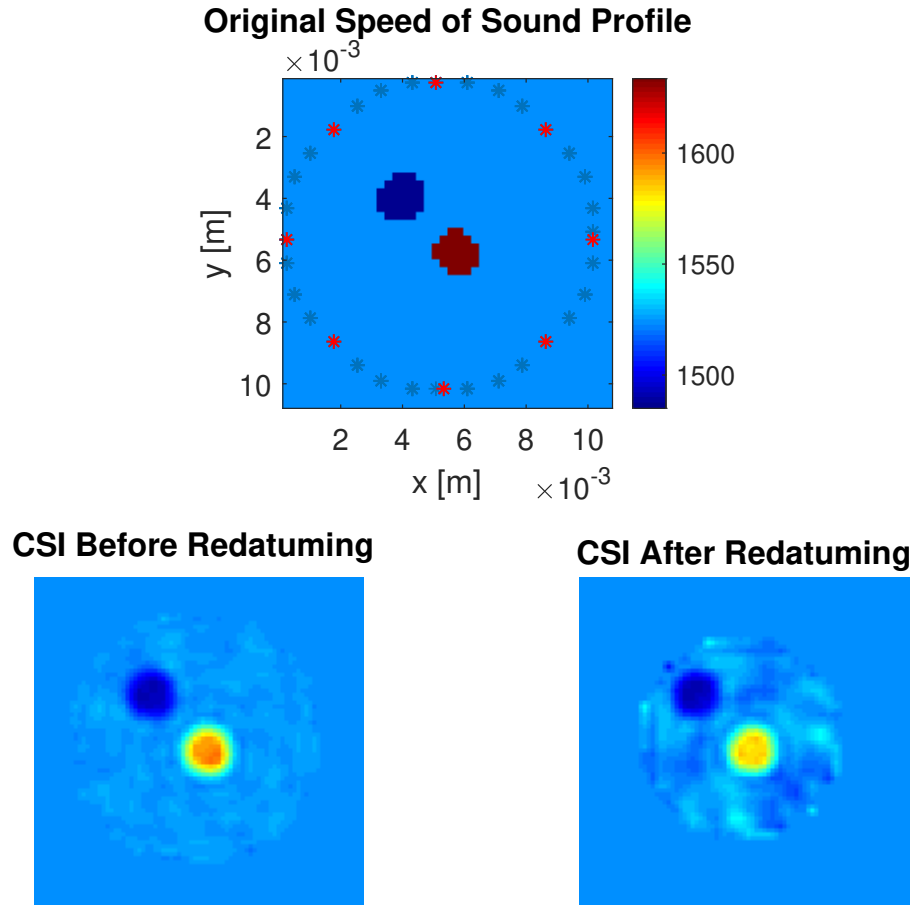 Original Speed of Sound Profile
×10-3
2
4
6
8
10
y [m]
2 4 6 8 10
x [m]
×10-3
1600
1550
1500
CSI Before Redatuming
CSI After Redatuming